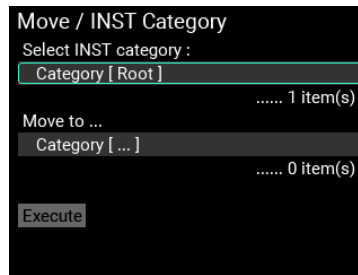 Move / INST Category
Select INST category :
Category [ Root ]
...... 1 item(s)
Move to ...
Category [ ... ]
...... 0 item(s)
Execute